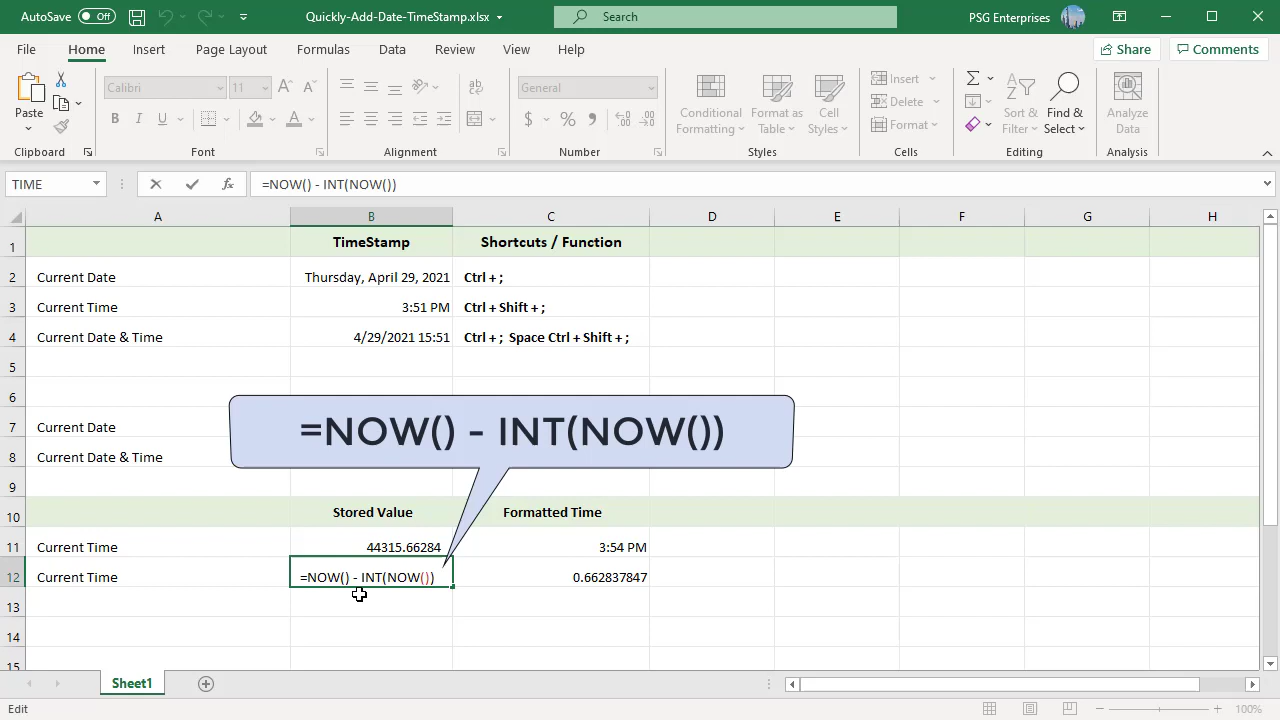 AutoSave Off Quickly-Add-Date-TimeStamp.xlsx Search PSG Enterprises
File Home Insert Page Layout Formulas Data Review View Help Share Comments
Paste
Clipboard
Calibri 11
B I U A
Font
ab
Alignment
General
$ % 9
Number
Conditional Formatting
Format as Table
Cell Styles
Styles
Insert
Delete
Format
Cells
Sort & Filter
Find & Select
Editing
Analyze Data
Analysis
TIME fx =NOW() - INT(NOW())
A B C D E F G H
1 TimeStamp Shortcuts / Function
2 Current Date Thursday, April 29, 2021 Ctrl + ;
3 Current Time 3:51 PM Ctrl + Shift + ;
4 Current Date & Time 4/29/2021 15:51 Ctrl + ; Space Ctrl + Shift + ;
5
6
=NOW() - INT(NOW())
7 Current Date
8 Current Date & Time
9
10 Stored Value Formatted Time
11 Current Time 44315.66284 3:54 PM
12 Current Time =NOW() - INT(NOW()) 0.662837847
13
14
15
Sheet1
Edit 100%